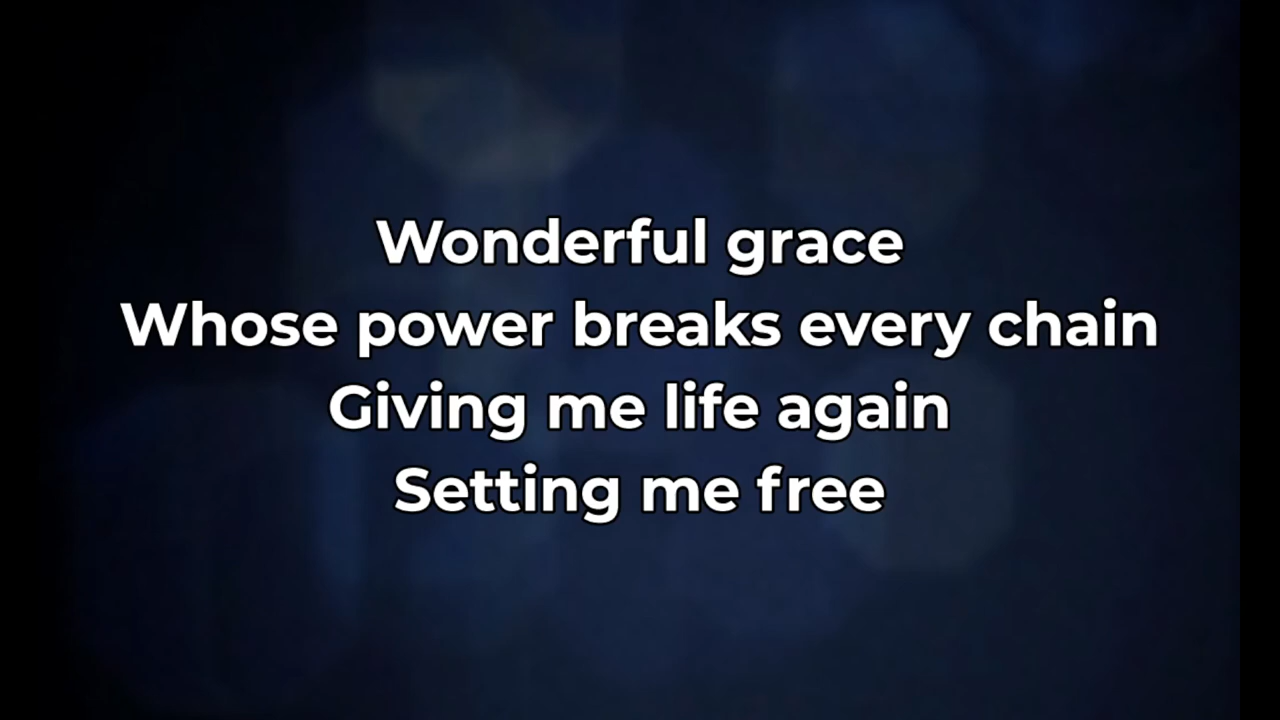 Wonderful grace
Whose power breaks every chain
Giving me life again
Setting me free